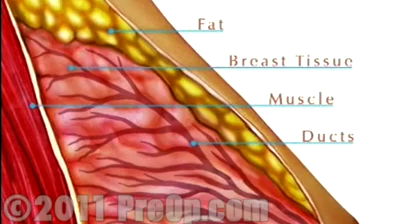 Fat
Breast Tissue
Muscle
Ducts
© 2011 PreOp.com